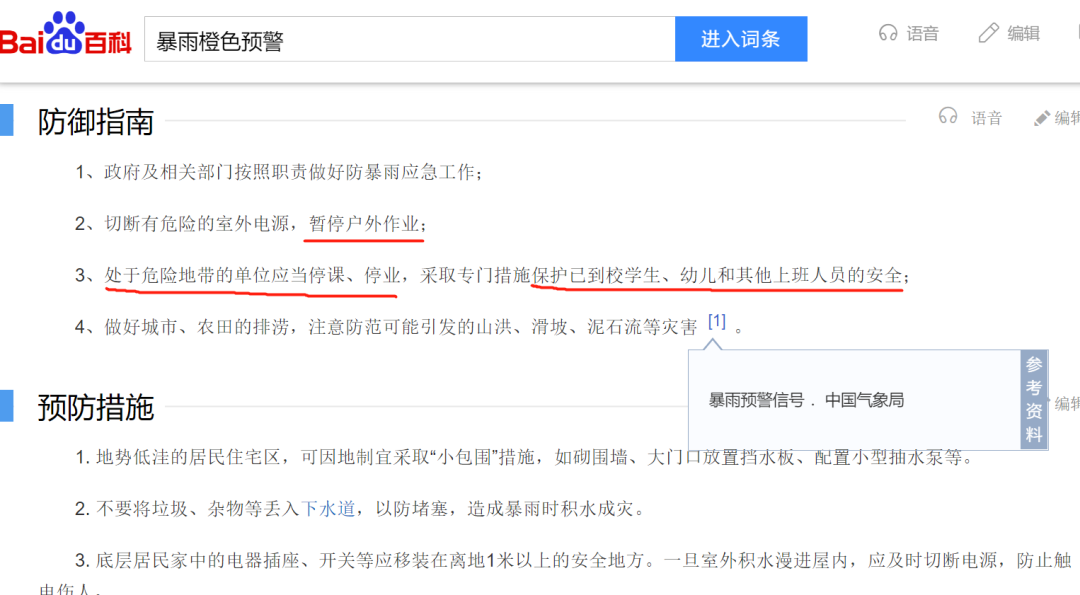 Bai du 百科
暴雨橙色预警
进入词条
语音
编辑
防御指南
语音
编辑
1、政府及相关部门按照职责做好防暴雨应急工作;
2、切断有危险的室外电源，暂停户外作业;
3、处于危险地带的单位应当停课、停业，采取专门措施保护已到校学生、幼儿和其他上班人员的安全;
4、做好城市、农田的排涝，注意防范可能引发的山洪、滑坡、泥石流等灾害 [1] 。
暴雨预警信号．中国气象局
参考资料
预防措施
编辑
1. 地势低洼的居民住宅区，可因地制宜采取“小包围”措施，如砌围墙、大门口放置挡水板、配置小型抽水泵等。
2. 不要将垃圾、杂物等丢入下水道，以防堵塞，造成暴雨时积水成灾。
3. 底层居民家中的电器插座、开关等应移装在离地1米以上的安全地方。一旦室外积水漫进屋内，应及时切断电源，防止触
电伤人。